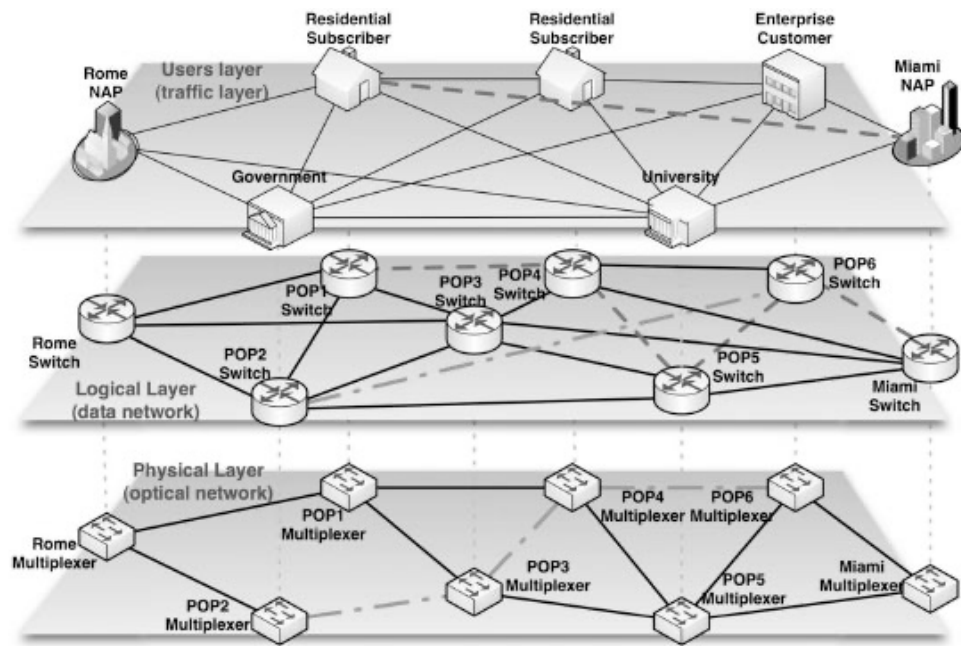 Residential
Subscriber
Residential
Subscriber
Enterprise
Customer
Rome
NAP
Users layer
(traffic layer)
Miami
NAP
Government
University
POP1
Switch
POP3
Switch
POP4
Switch
POP6
Switch
Rome
Switch
POP2
Switch
POP5
Switch
Miami
Switch
Logical Layer
(data network)
Physical Layer
(optical network)
POP1
Multiplexer
POP4
Multiplexer
POP6
Multiplexer
Rome
Multiplexer
POP2
Multiplexer
POP3
Multiplexer
POP5
Multiplexer
Miami
Multiplexer